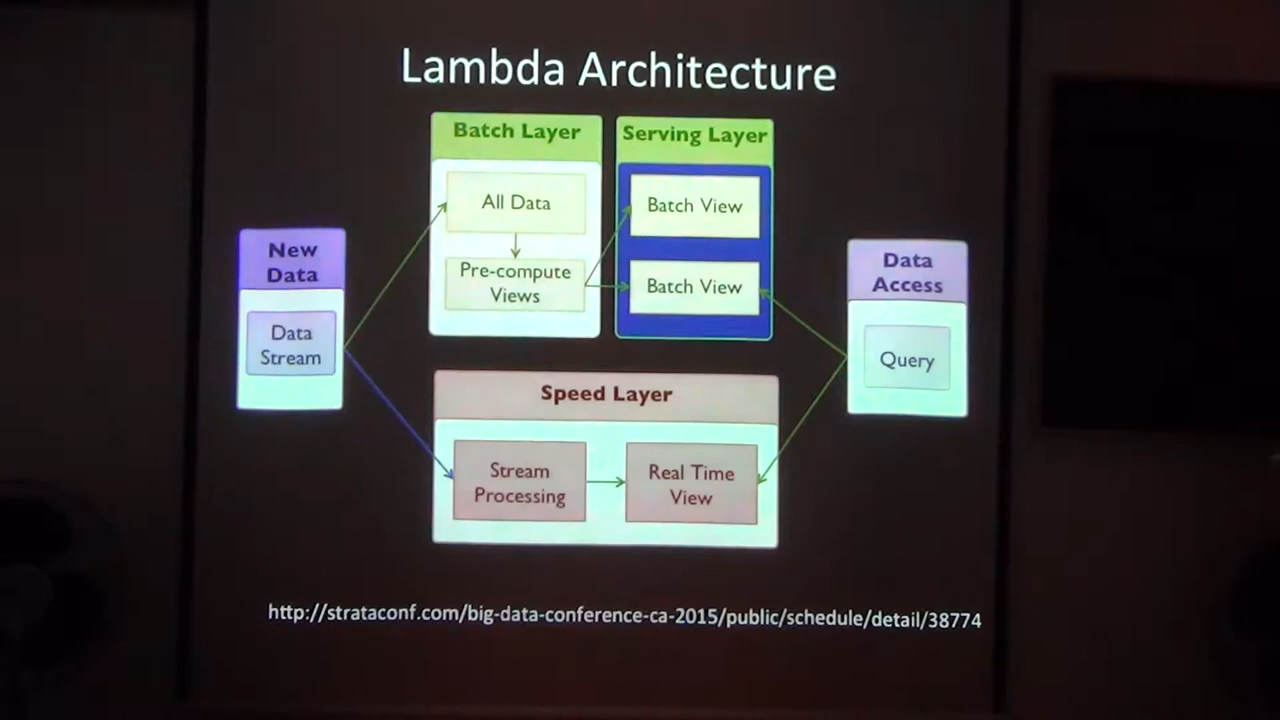 Lambda Architecture
Batch Layer
All Data
Pre-compute
Views
Serving Layer
Batch View
Batch View
New
Data
Data
Stream
Data
Access
Query
Speed Layer
Stream
Processing
Real Time
View
http://strataconf.com/big-data-conference-ca-2015/public/schedule/detail/38774